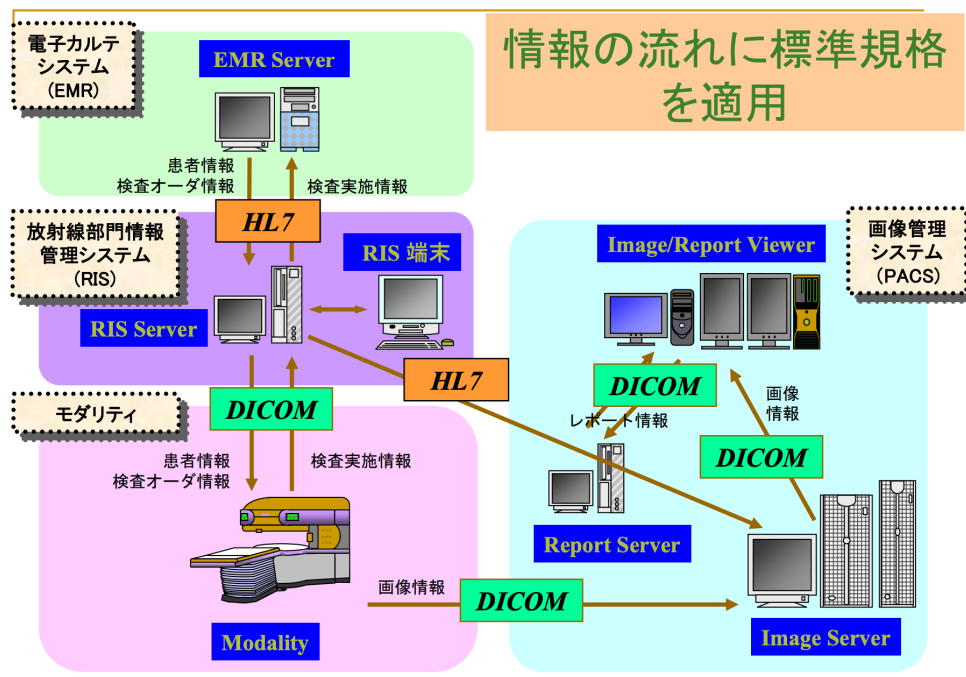 電子カルテ
システム
(EMR)
EMR Server
情報の流れに標準規格
を適用
患者情報
検査オーダ情報
検査実施情報
HL7
放射線部門情報
管理システム
(RIS)
RIS 端末
RIS Server
Image/Report Viewer
画像管理
システム
(PACS)
HL7
DICOM
DICOM
レポート情報
画像
情報
DICOM
モダリティ
患者情報
検査オーダ情報
検査実施情報
Report Server
画像情報
DICOM
Modality
Image Server